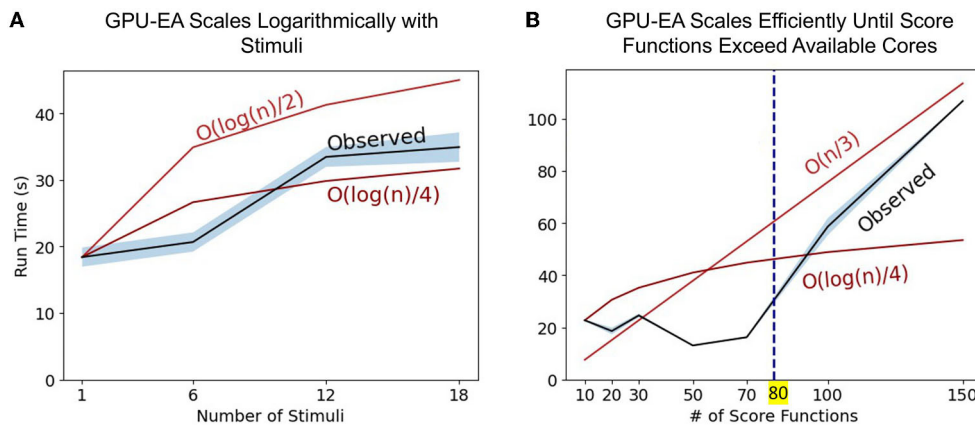 A
GPU-EA Scales Logarithmically with
Stimuli
O(log(n)/2)
Observed
O(log(n)/4)
Run Time (s)
40
30
20
10
0
1 6 12 18
Number of Stimuli
B
GPU-EA Scales Efficiently Until Score
Functions Exceed Available Cores
O(n/3)
Observed
O(log(n)/4)
100
80
60
40
20
0
10 20 30 50 70 80 100 150
# of Score Functions